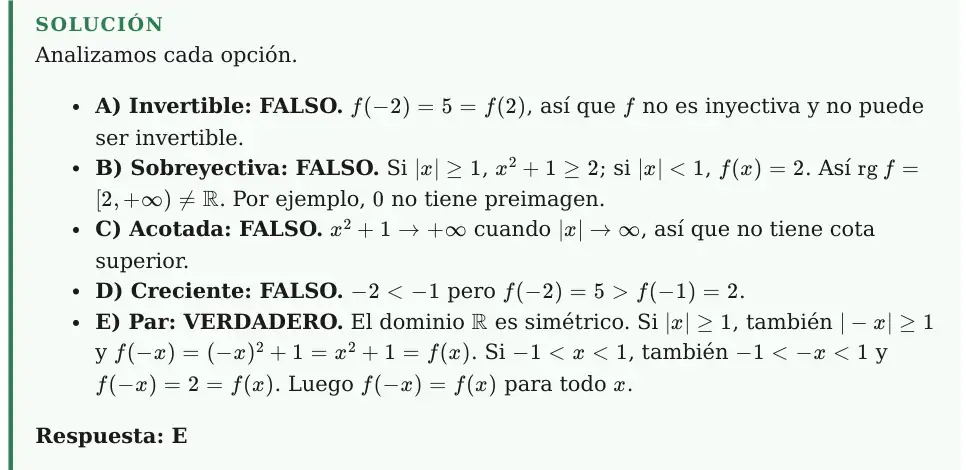 SOLUCIÓN
Analizamos cada opción.
• A) Invertible: FALSO. f(−2) = 5 = f(2), así que f no es inyectiva y no puede
ser invertible.
• B) Sobreyectiva: FALSO. Si |x| ≥ 1, x² + 1 ≥ 2; si |x| < 1, f(x) = 2. Así rg f =
[2, +∞) ≠ ℝ. Por ejemplo, 0 no tiene preimagen.
• C) Acotada: FALSO. x² + 1 → +∞ cuando |x| → ∞, así que no tiene cota
superior.
• D) Creciente: FALSO. −2 < −1 pero f(−2) = 5 > f(−1) = 2.
• E) Par: VERDADERO. El dominio ℝ es simétrico. Si |x| ≥ 1, también |− x| ≥ 1
y f(−x) = (−x)² + 1 = x² + 1 = f(x). Si −1 < x < 1, también −1 < −x < 1 y
f(−x) = 2 = f(x). Luego f(−x) = f(x) para todo x.
Respuesta: E